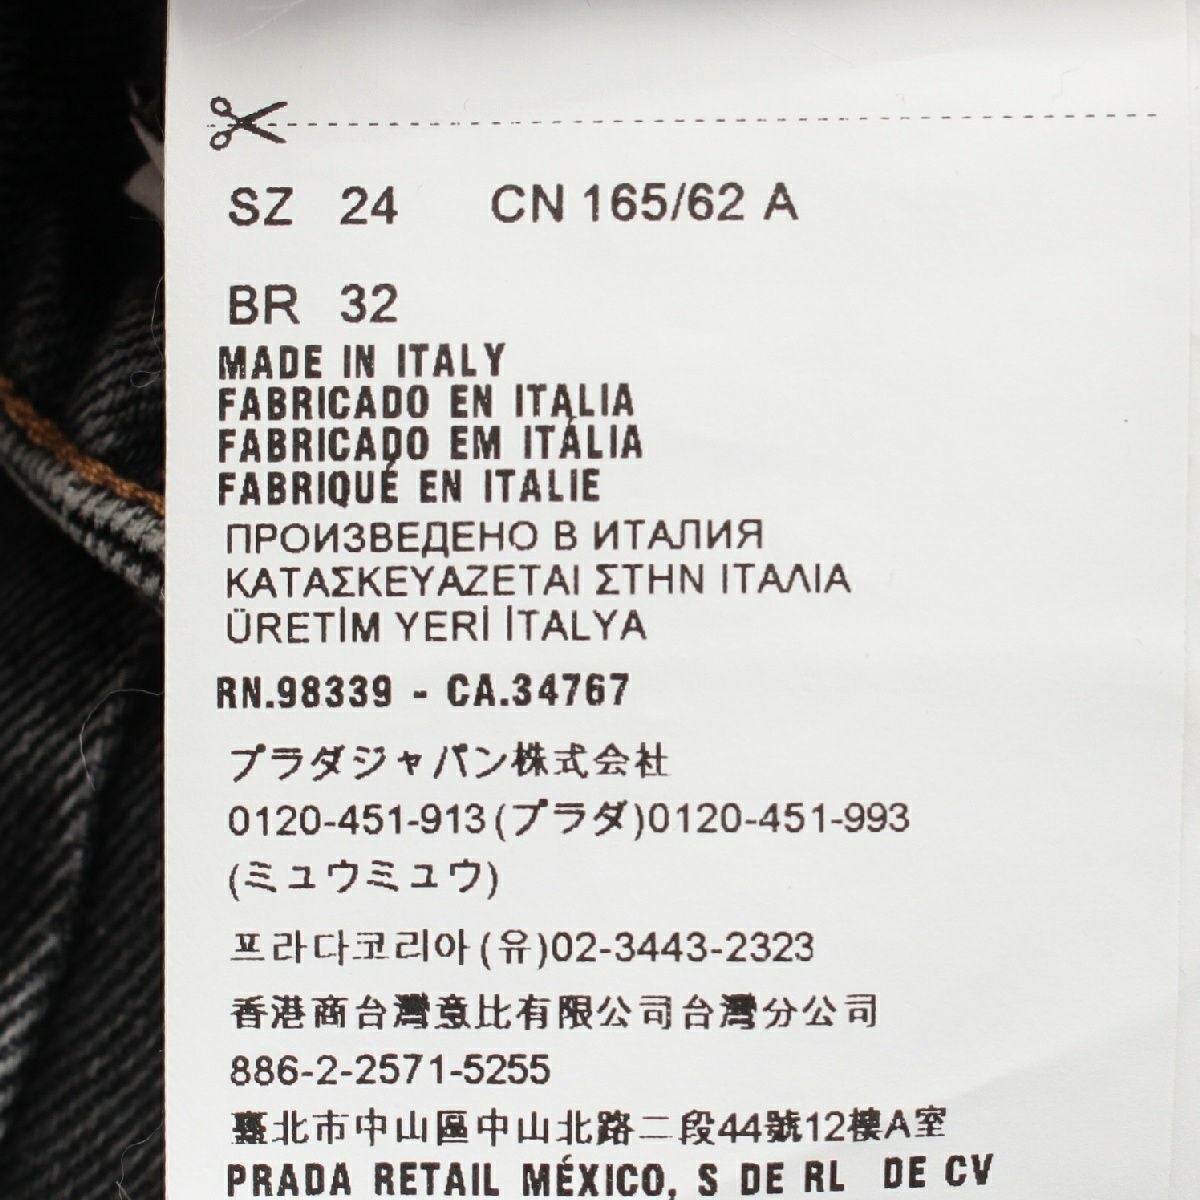 SZ 24 CN 165/62 A
BR 32
MADE IN ITALY
FABRICADO EN ITALIA
FABRICADO EM ITÁLIA
FABRIQUÉ EN ITALIE
ПРОИЗВЕДЕНО В ИТАЛИЯ
ΚΑΤΑΣΚΕΥΑΖΕΤΑΙ ΣΤΗΝ ΙΤΑΛΙΑ
ÜRETİM YERİ İTALYA
RN.98339 - CA.34767
プラダジャパン株式会社
0120-451-913(プラダ)0120-451-993
(ミュウミュウ)
프라다코리아(유)02-3443-2323
香港商台灣意比有限公司台灣分公司
886-2-2571-5255
臺北市中山區中山北路二段44號12樓A室
PRADA RETAIL MÉXICO, S DE RL DE CV